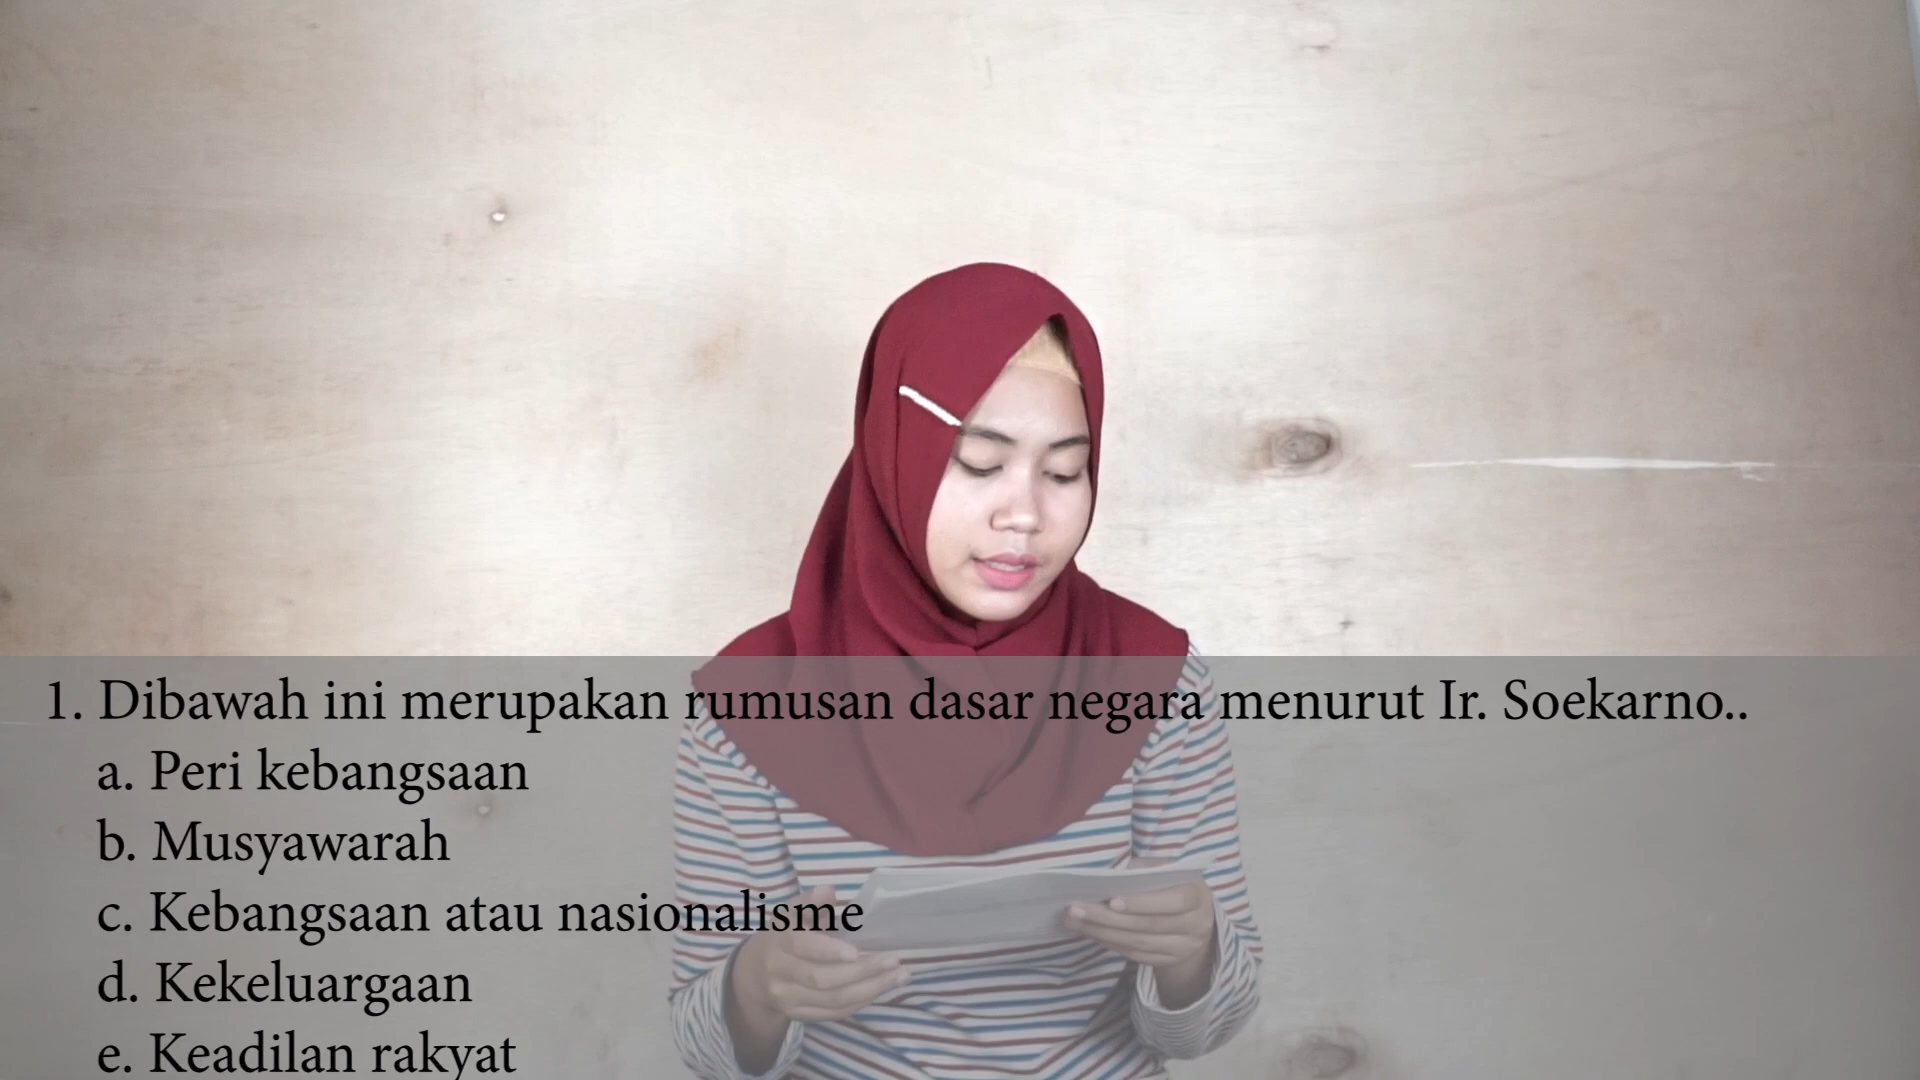 1. Dibawah ini merupakan rumusan dasar negara menurut Ir. Soekarno..
a. Peri kebangsaan
b. Musyawarah
c. Kebangsaan atau nasionalisme
d. Kekeluargaan
e. Keadilan rakyat